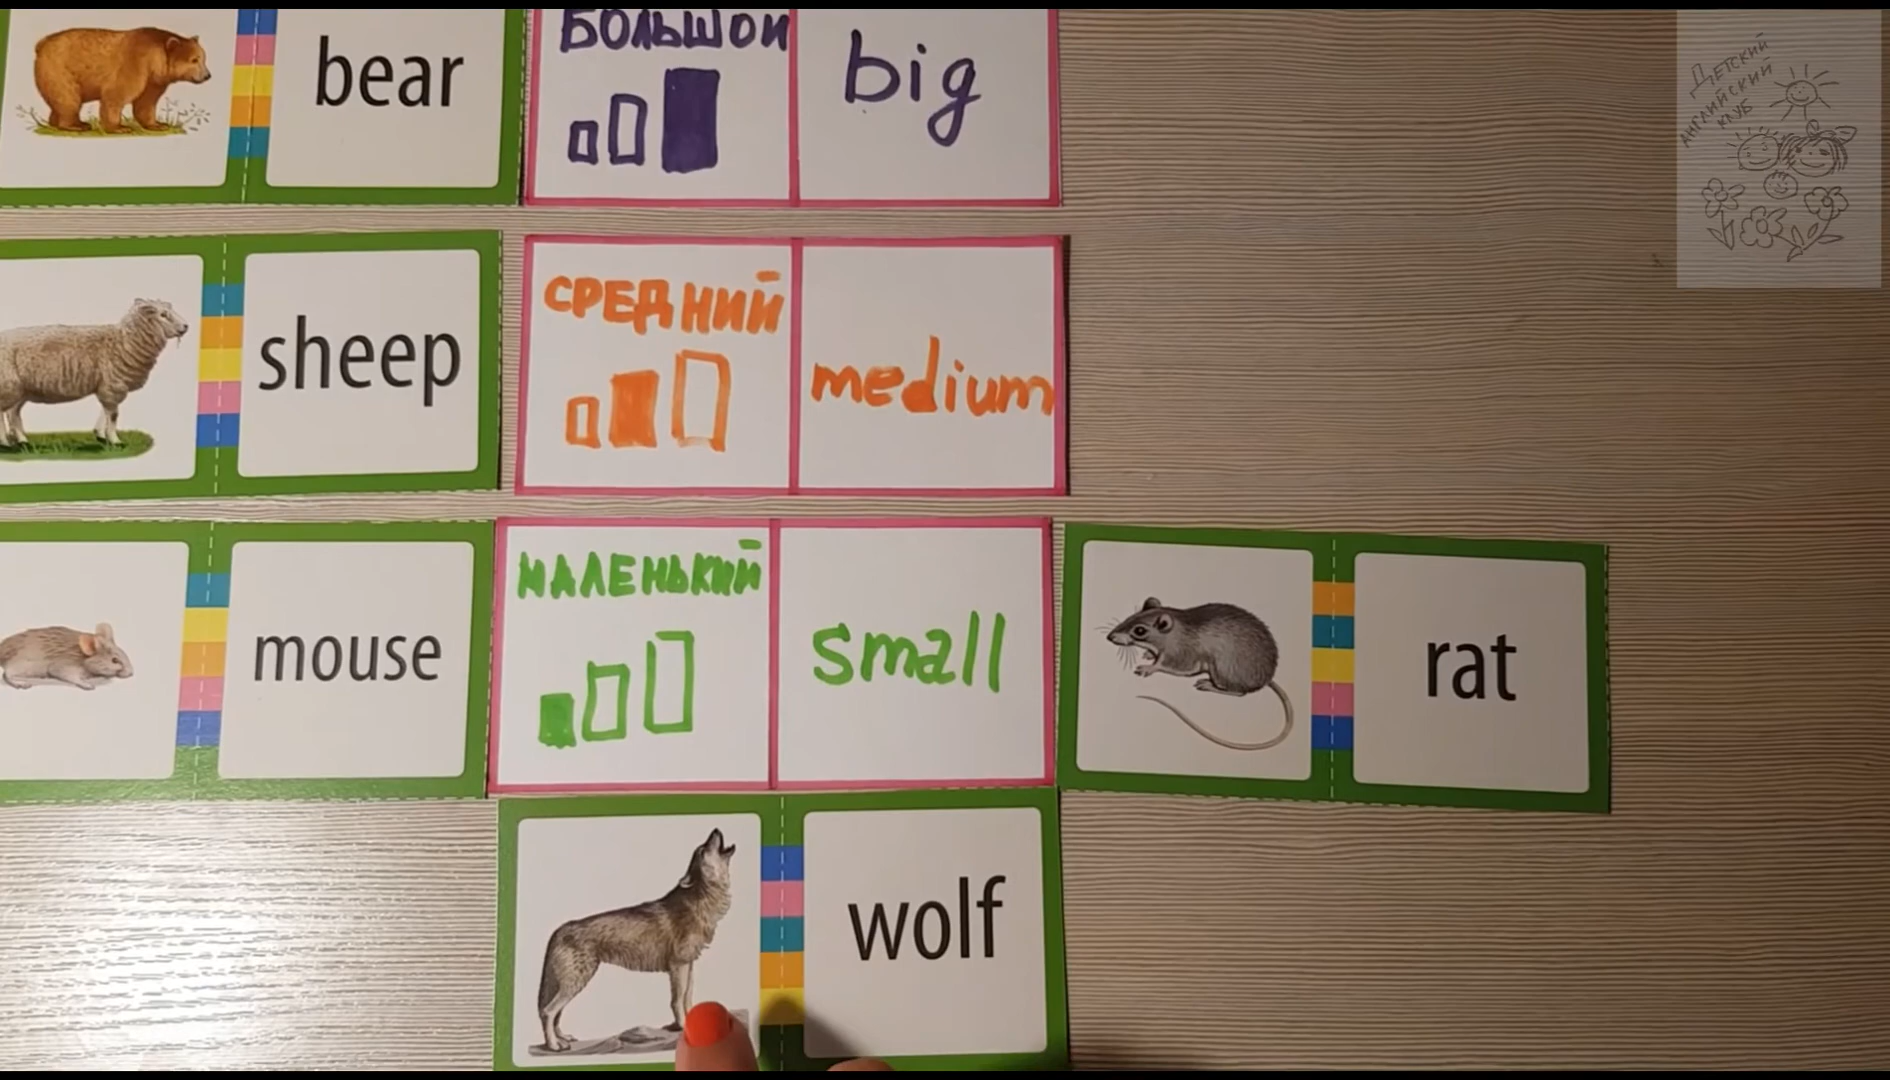 bear
БОЛЬШОЙ
big
sheep
СРЕДНИЙ
medium
mouse
МАЛЕНЬКИЙ
small
rat
wolf
ДЕТСКИЙ
АНГЛИЙСКИЙ
КЛУБ